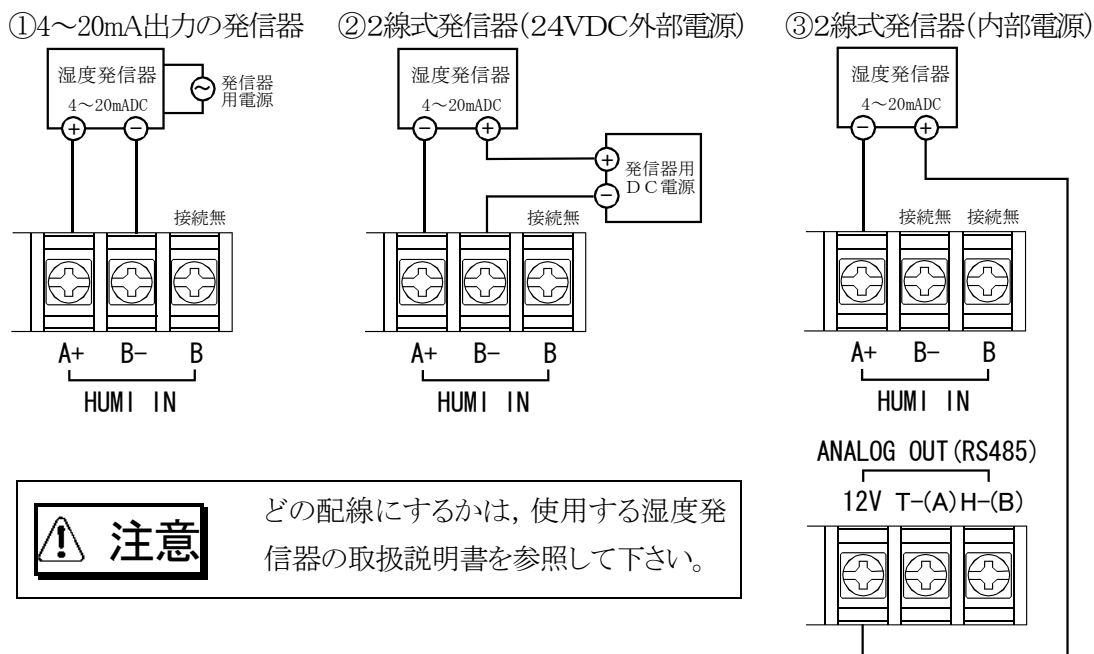 ①4～20mA出力の発信器
湿度発信器
4～20mADC
+ −
発信器
用電源
接続無
A+ B− B
HUMI IN
②2線式発信器(24VDC外部電源)
湿度発信器
4～20mADC
− +
+
−
発信器用
ＤＣ電源
接続無
A+ B− B
HUMI IN
③2線式発信器(内部電源)
湿度発信器
4～20mADC
− +
接続無 接続無
A+ B− B
HUMI IN
ANALOG OUT(RS485)
12V T−(A) H−(B)
! 注意
どの配線にするかは, 使用する湿度発
信器の取扱説明書を参照して下さい。